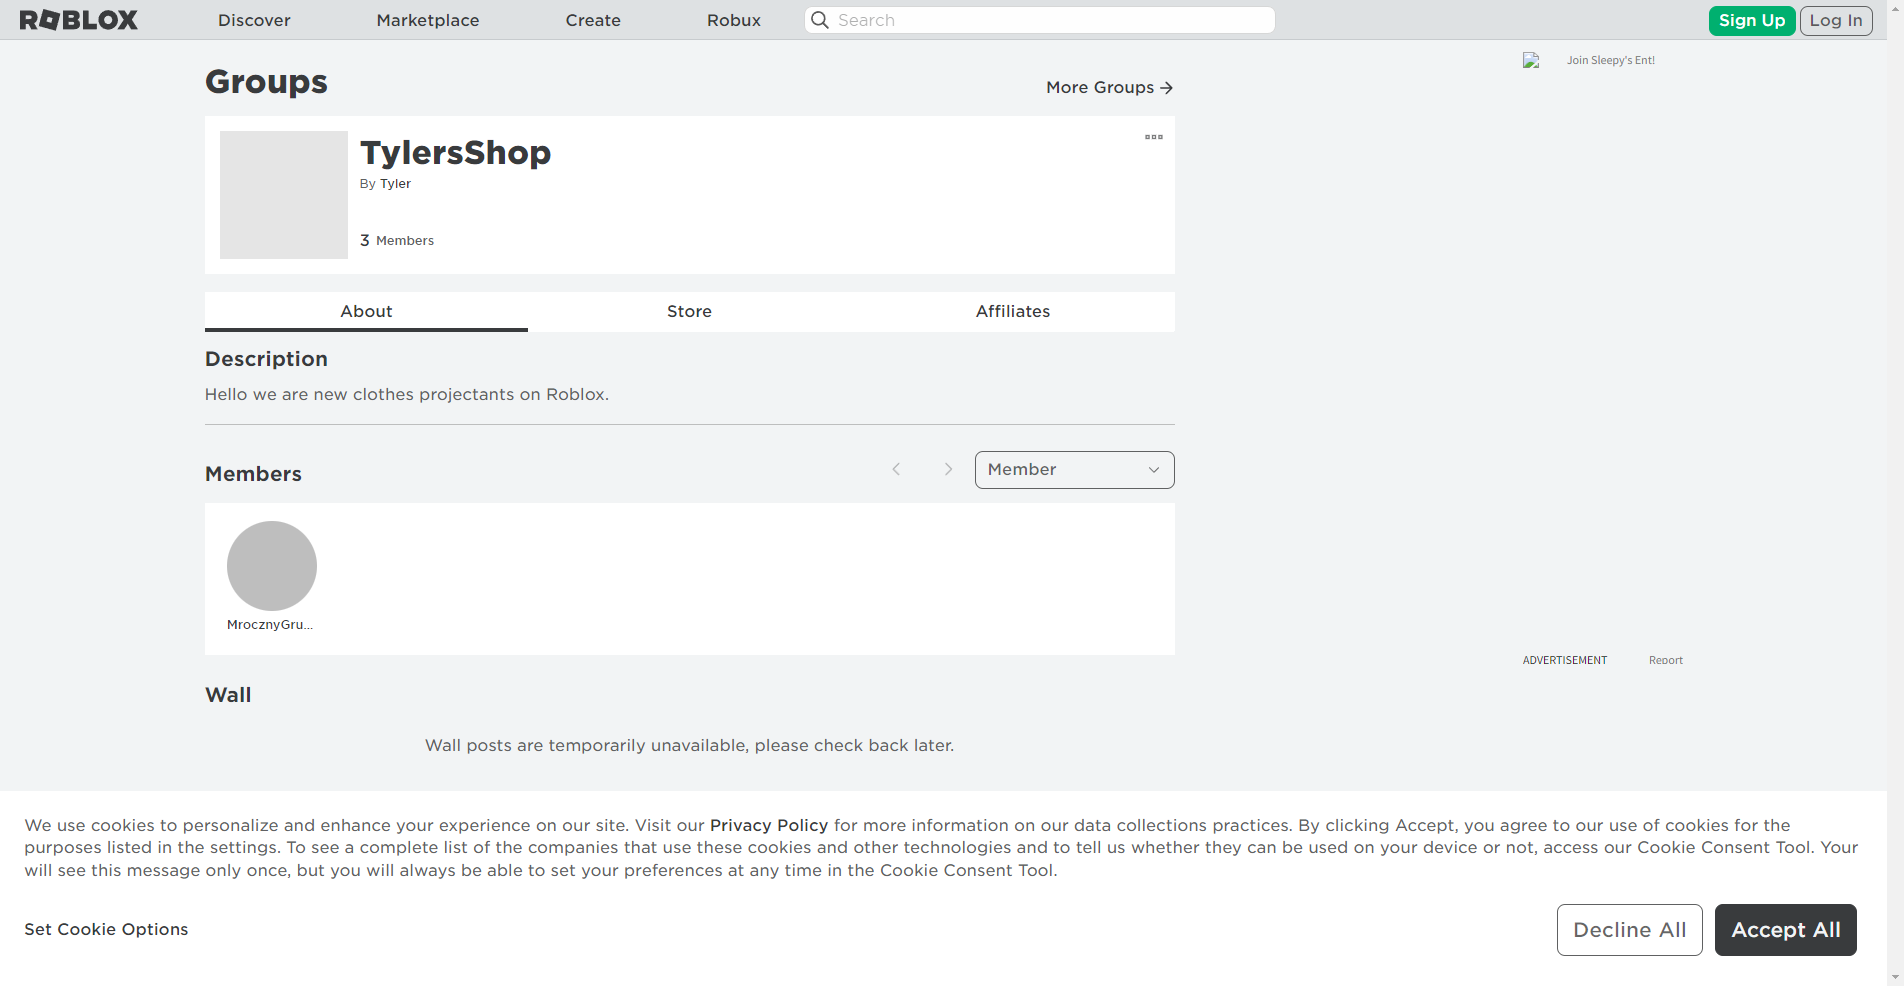 ROBLOX
Discover
Marketplace
Create
Robux
Search
Sign Up
Log In
Join Sleepy's Ent!
Groups
More Groups
TylersShop
By Tyler
3 Members
About
Store
Affiliates
Description
Hello we are new clothes projectants on Roblox.
Members
Member
MrocznyGru...
ADVERTISEMENT
Report
Wall
Wall posts are temporarily unavailable, please check back later.
We use cookies to personalize and enhance your experience on our site. Visit our Privacy Policy for more information on our data collections practices. By clicking Accept, you agree to our use of cookies for the
purposes listed in the settings. To see a complete list of the companies that use these cookies and other technologies and to tell us whether they can be used on your device or not, access our Cookie Consent Tool. Your
will see this message only once, but you will always be able to set your preferences at any time in the Cookie Consent Tool.
Set Cookie Options
Decline All
Accept All